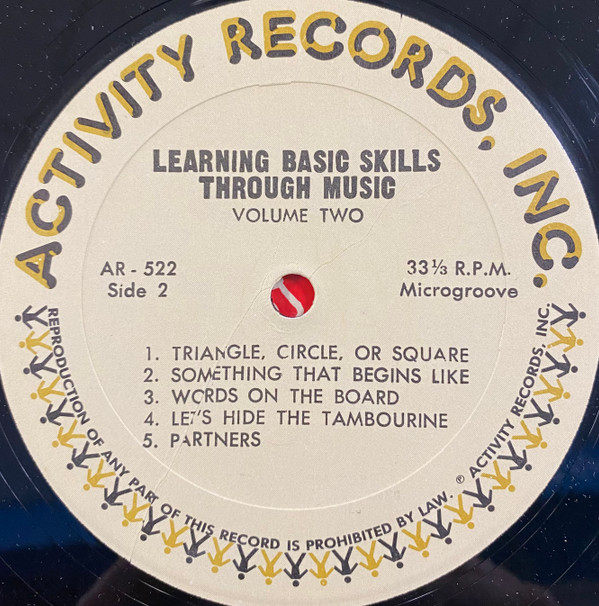 ACTIVITY RECORDS, INC.
LEARNING BASIC SKILLS
THROUGH MUSIC
VOLUME TWO
AR - 522
Side 2
33⅓ R.P.M.
Microgroove
1. TRIANGLE, CIRCLE, OR SQUARE
2. SOMETHING THAT BEGINS LIKE
3. WORDS ON THE BOARD
4. LET'S HIDE THE TAMBOURINE
5. PARTNERS
REPRODUCTION OF ANY PART OF THIS RECORD IS PROHIBITED BY LAW. ® ACTIVITY RECORDS, INC.